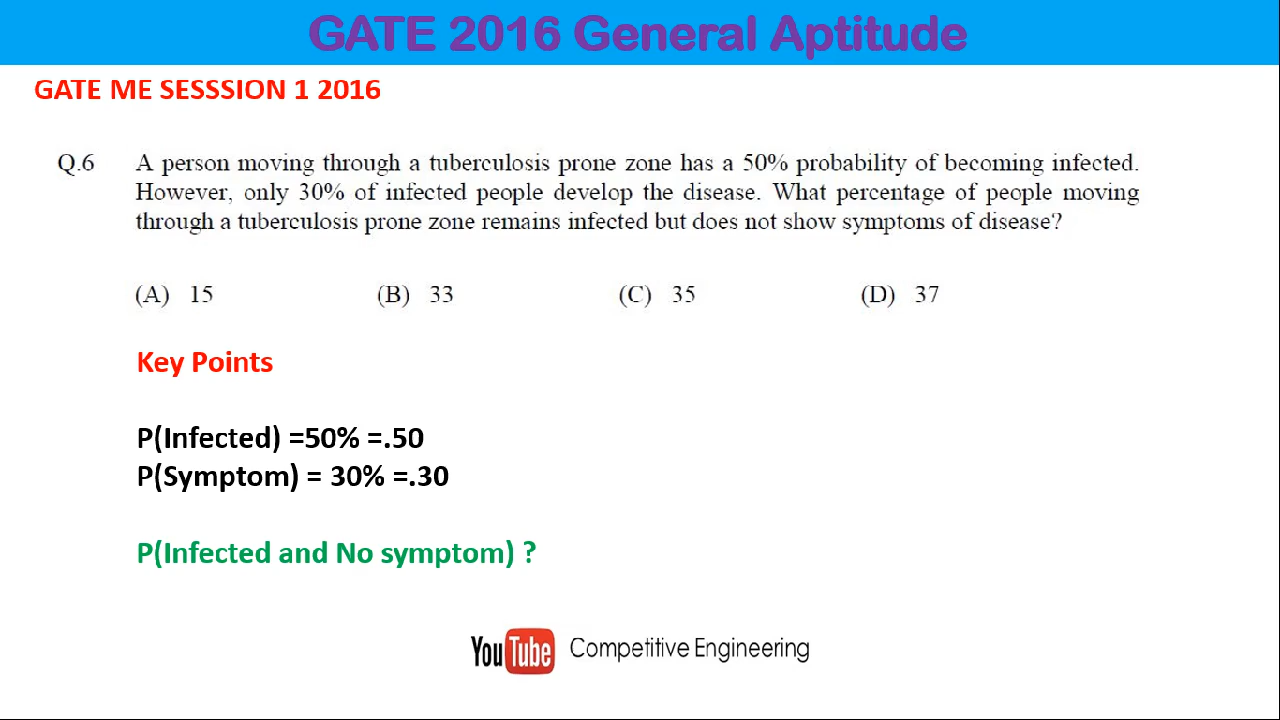 GATE 2016 General Aptitude
GATE ME SESSSION 1 2016
Q.6 A person moving through a tuberculosis prone zone has a 50% probability of becoming infected.
However, only 30% of infected people develop the disease. What percentage of people moving
through a tuberculosis prone zone remains infected but does not show symptoms of disease?
(A) 15 (B) 33 (C) 35 (D) 37
Key Points
P(Infected) =50% =.50
P(Symptom) = 30% =.30
P(Infected and No symptom) ?
YouTube Competitive Engineering